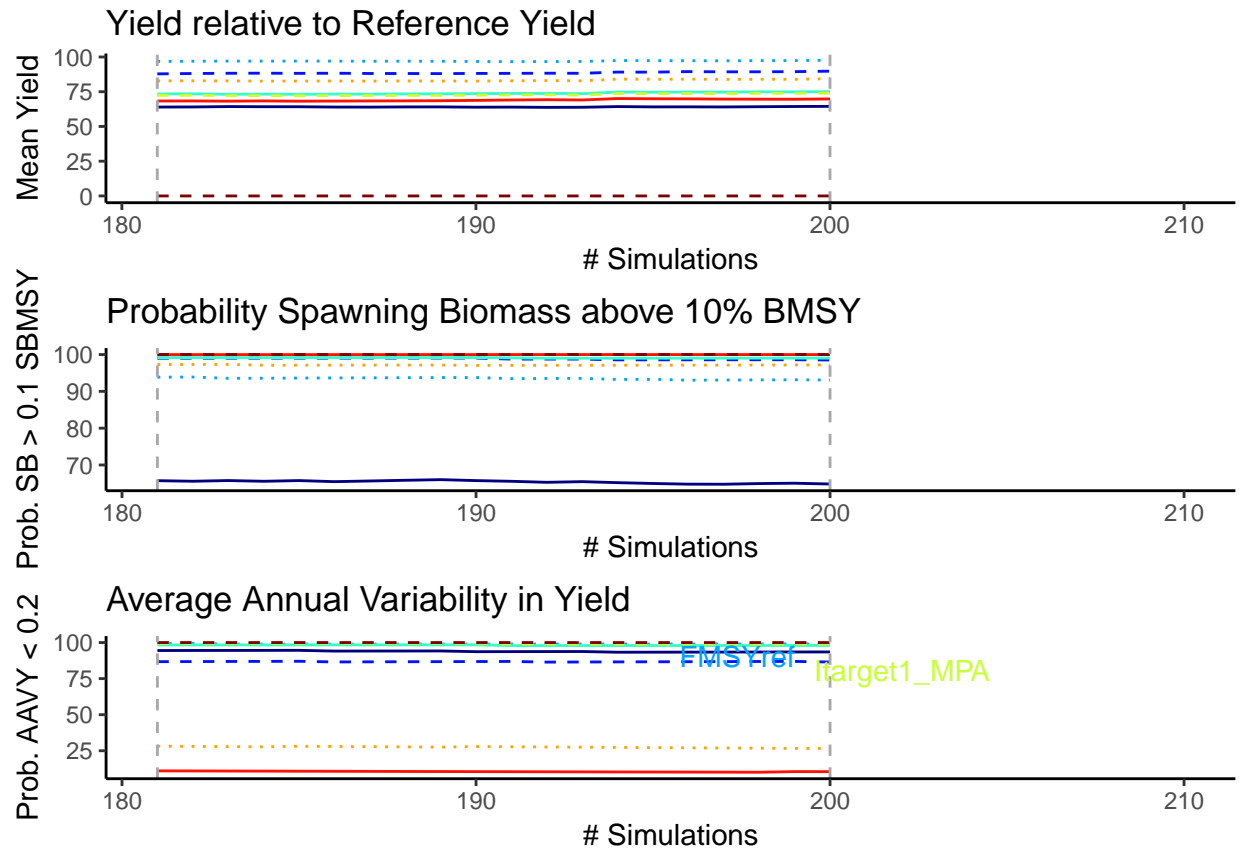 Yield relative to Reference Yield
Mean Yield
100
75
50
25
0
180 190 200 210
# Simulations
Probability Spawning Biomass above 10% BMSY
Prob. SB > 0.1 SBMSY
100
90
80
70
180 190 200 210
# Simulations
Average Annual Variability in Yield
Prob. AAVY < 0.2
100
75
50
25
FMSYref
Itarget1_MPA
180 190 200 210
# Simulations